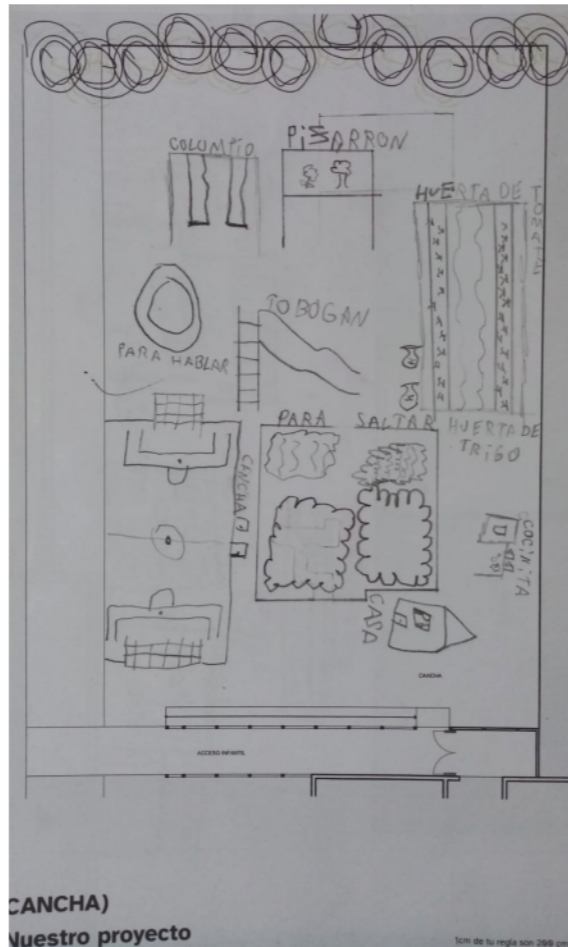 COLUMPIO
PIZARRON
HUERTA DE TOMATES
TOBOGAN
PARA HABLAR
PARA SALTAR
HUERTA DE
TRIGO
CANCHA
COCINITA
CASA
CANCHA
ACCESO INFANTIL
CANCHA)
Nuestro proyecto
1cm de tu regla son 200 cm